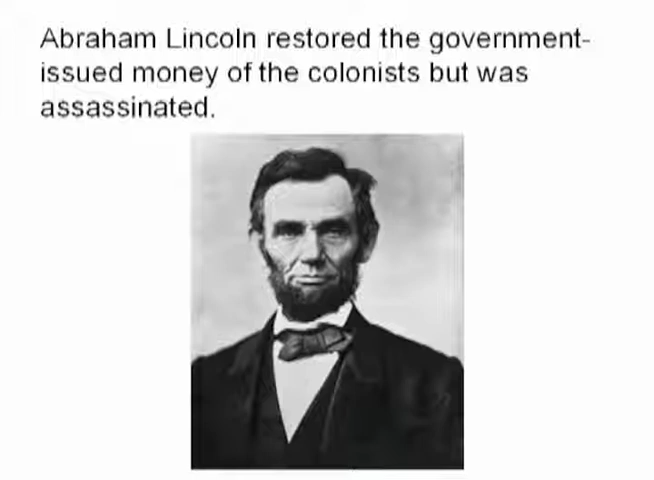 Abraham Lincoln restored the government-
issued money of the colonists but was
assassinated.